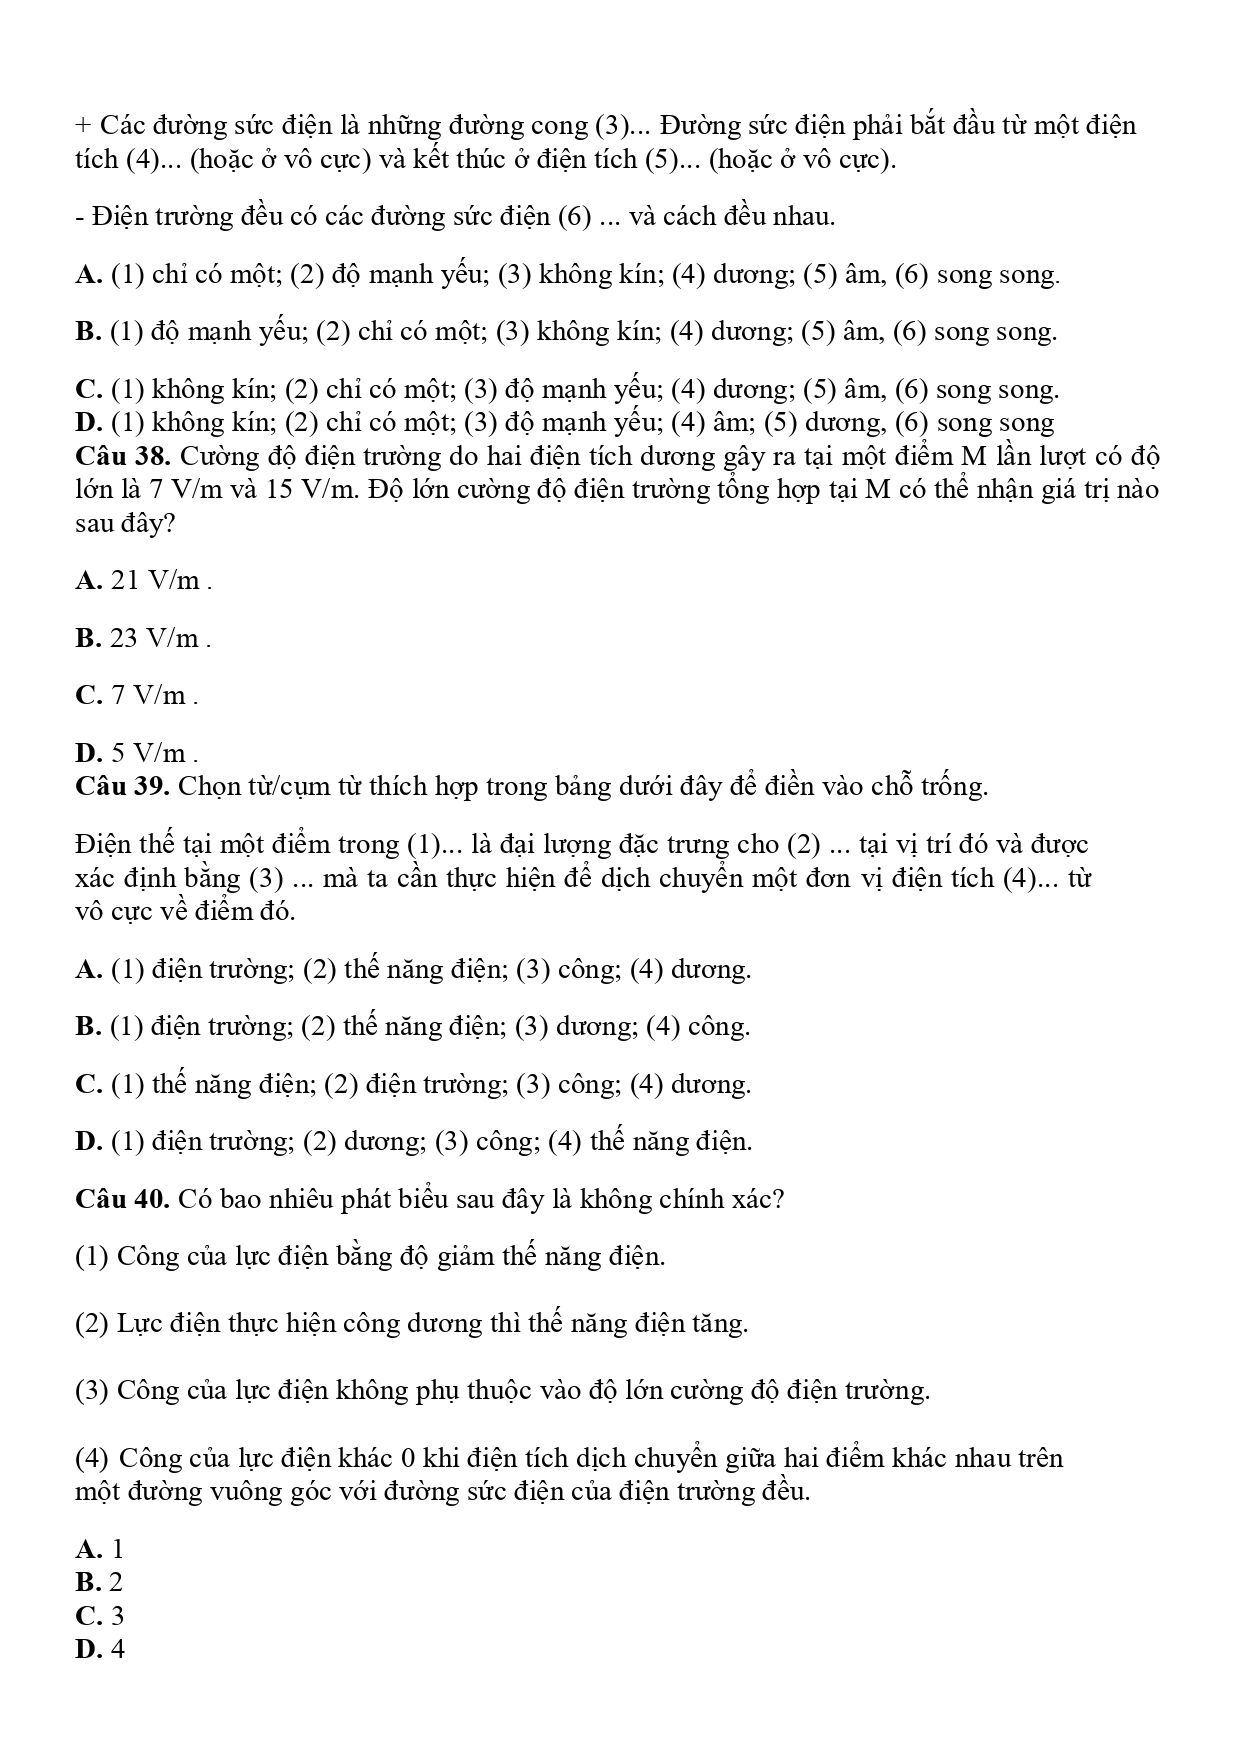 + Các đường sức điện là những đường cong (3)... Đường sức điện phải bắt đầu từ một điện
tích (4)... (hoặc ở vô cực) và kết thúc ở điện tích (5)... (hoặc ở vô cực).
- Điện trường đều có các đường sức điện (6) ... và cách đều nhau.
A. (1) chỉ có một; (2) độ mạnh yếu; (3) không kín; (4) dương; (5) âm, (6) song song.
B. (1) độ mạnh yếu; (2) chỉ có một; (3) không kín; (4) dương; (5) âm, (6) song song.
C. (1) không kín; (2) chỉ có một; (3) độ mạnh yếu; (4) dương; (5) âm, (6) song song.
D. (1) không kín; (2) chỉ có một; (3) độ mạnh yếu; (4) âm; (5) dương, (6) song song
Câu 38. Cường độ điện trường do hai điện tích dương gây ra tại một điểm M lần lượt có độ
lớn là 7 V/m và 15 V/m. Độ lớn cường độ điện trường tổng hợp tại M có thể nhận giá trị nào
sau đây?
A. 21 V/m .
B. 23 V/m .
C. 7 V/m .
D. 5 V/m .
Câu 39. Chọn từ/cụm từ thích hợp trong bảng dưới đây để điền vào chỗ trống.
Điện thế tại một điểm trong (1)... là đại lượng đặc trưng cho (2) ... tại vị trí đó và được
xác định bằng (3) ... mà ta cần thực hiện để dịch chuyển một đơn vị điện tích (4)... từ
vô cực về điểm đó.
A. (1) điện trường; (2) thế năng điện; (3) công; (4) dương.
B. (1) điện trường; (2) thế năng điện; (3) dương; (4) công.
C. (1) thế năng điện; (2) điện trường; (3) công; (4) dương.
D. (1) điện trường; (2) dương; (3) công; (4) thế năng điện.
Câu 40. Có bao nhiêu phát biểu sau đây là không chính xác?
(1) Công của lực điện bằng độ giảm thế năng điện.
(2) Lực điện thực hiện công dương thì thế năng điện tăng.
(3) Công của lực điện không phụ thuộc vào độ lớn cường độ điện trường.
(4) Công của lực điện khác 0 khi điện tích dịch chuyển giữa hai điểm khác nhau trên
một đường vuông góc với đường sức điện của điện trường đều.
A. 1
B. 2
C. 3
D. 4